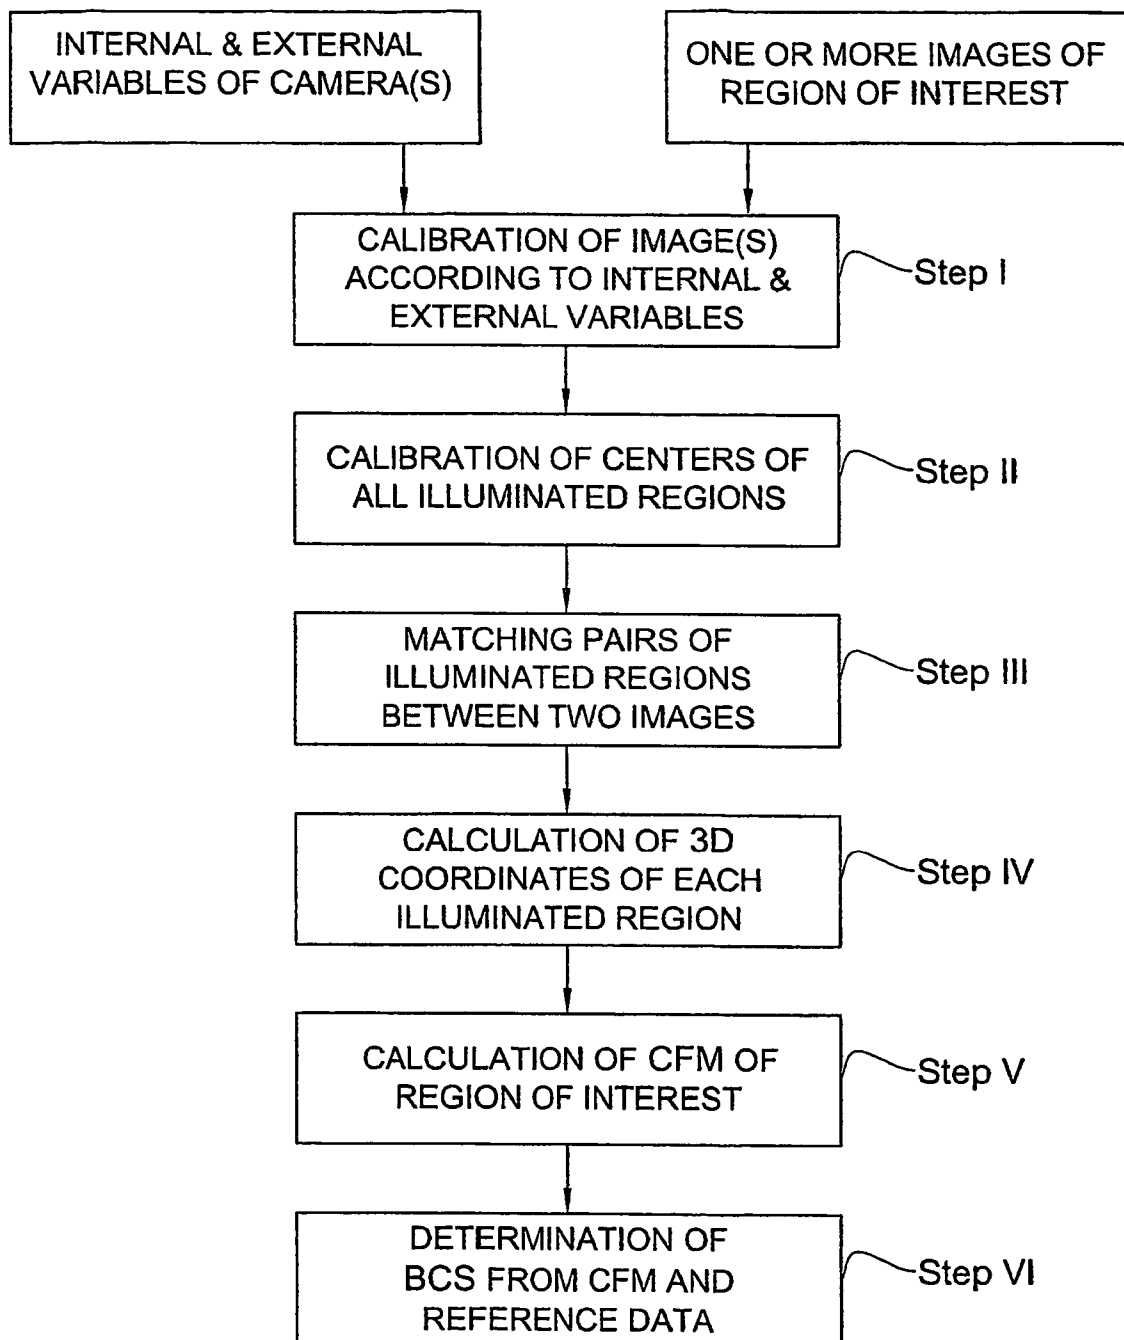 INTERNAL & EXTERNAL
VARIABLES OF CAMERA(S)
ONE OR MORE IMAGES OF
REGION OF INTEREST
CALIBRATION OF IMAGE(S)
ACCORDING TO INTERNAL &
EXTERNAL VARIABLES
Step I
CALIBRATION OF CENTERS OF
ALL ILLUMINATED REGIONS
Step II
MATCHING PAIRS OF
ILLUMINATED REGIONS
BETWEEN TWO IMAGES
Step III
CALCULATION OF 3D
COORDINATES OF EACH
ILLUMINATED REGION
Step IV
CALCULATION OF CFM OF
REGION OF INTEREST
Step V
DETERMINATION OF
BCS FROM CFM AND
REFERENCE DATA
Step VI